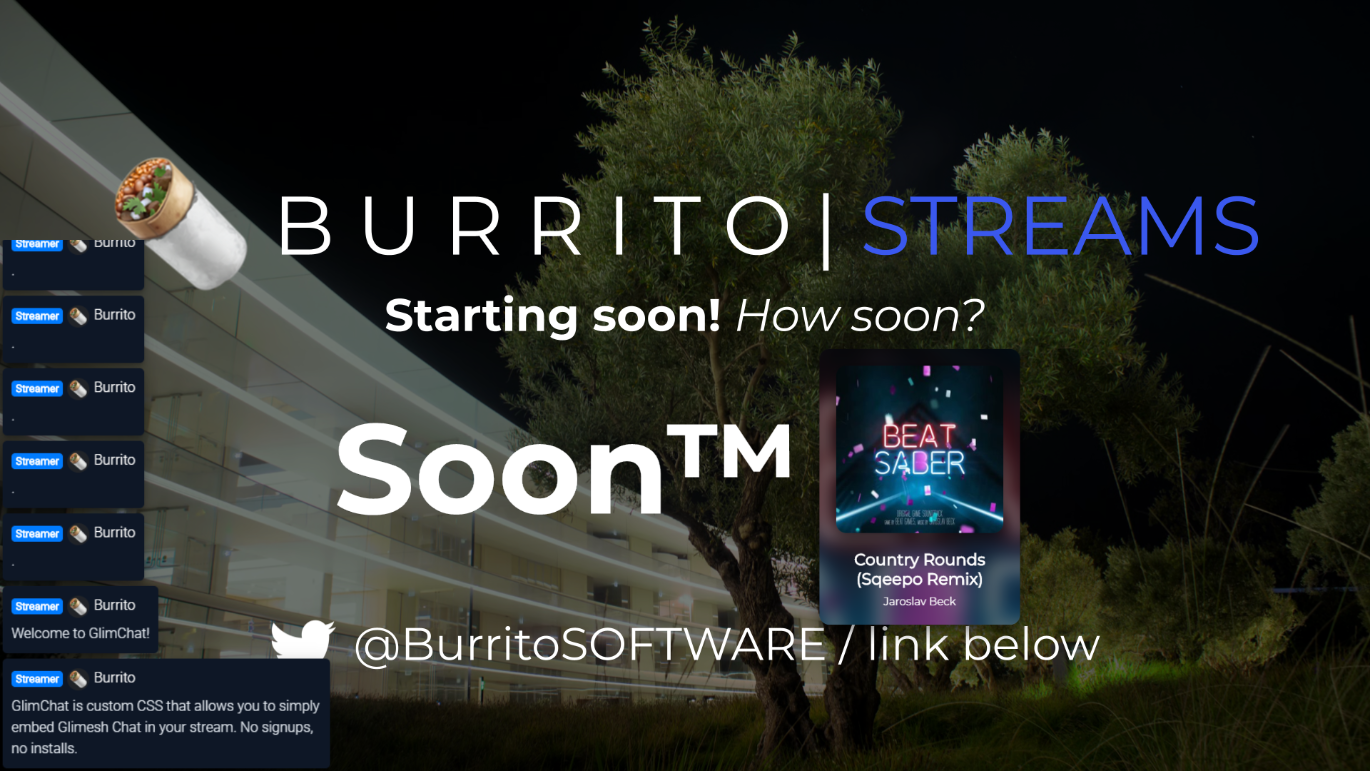 BURRITO|STREAMS
Starting soon! How soon?
Soon™
BEAT
SABER
Country Rounds
(Sqeepo Remix)
Jaroslav Beck
@BurritoSOFTWARE / link below
Streamer Burrito
.
Streamer Burrito
.
Streamer Burrito
.
Streamer Burrito
.
Streamer Burrito
.
Streamer Burrito
Welcome to GlimChat!
Streamer Burrito
GlimChat is custom CSS that allows you to simply
embed Glimesh Chat in your stream. No signups,
no installs.